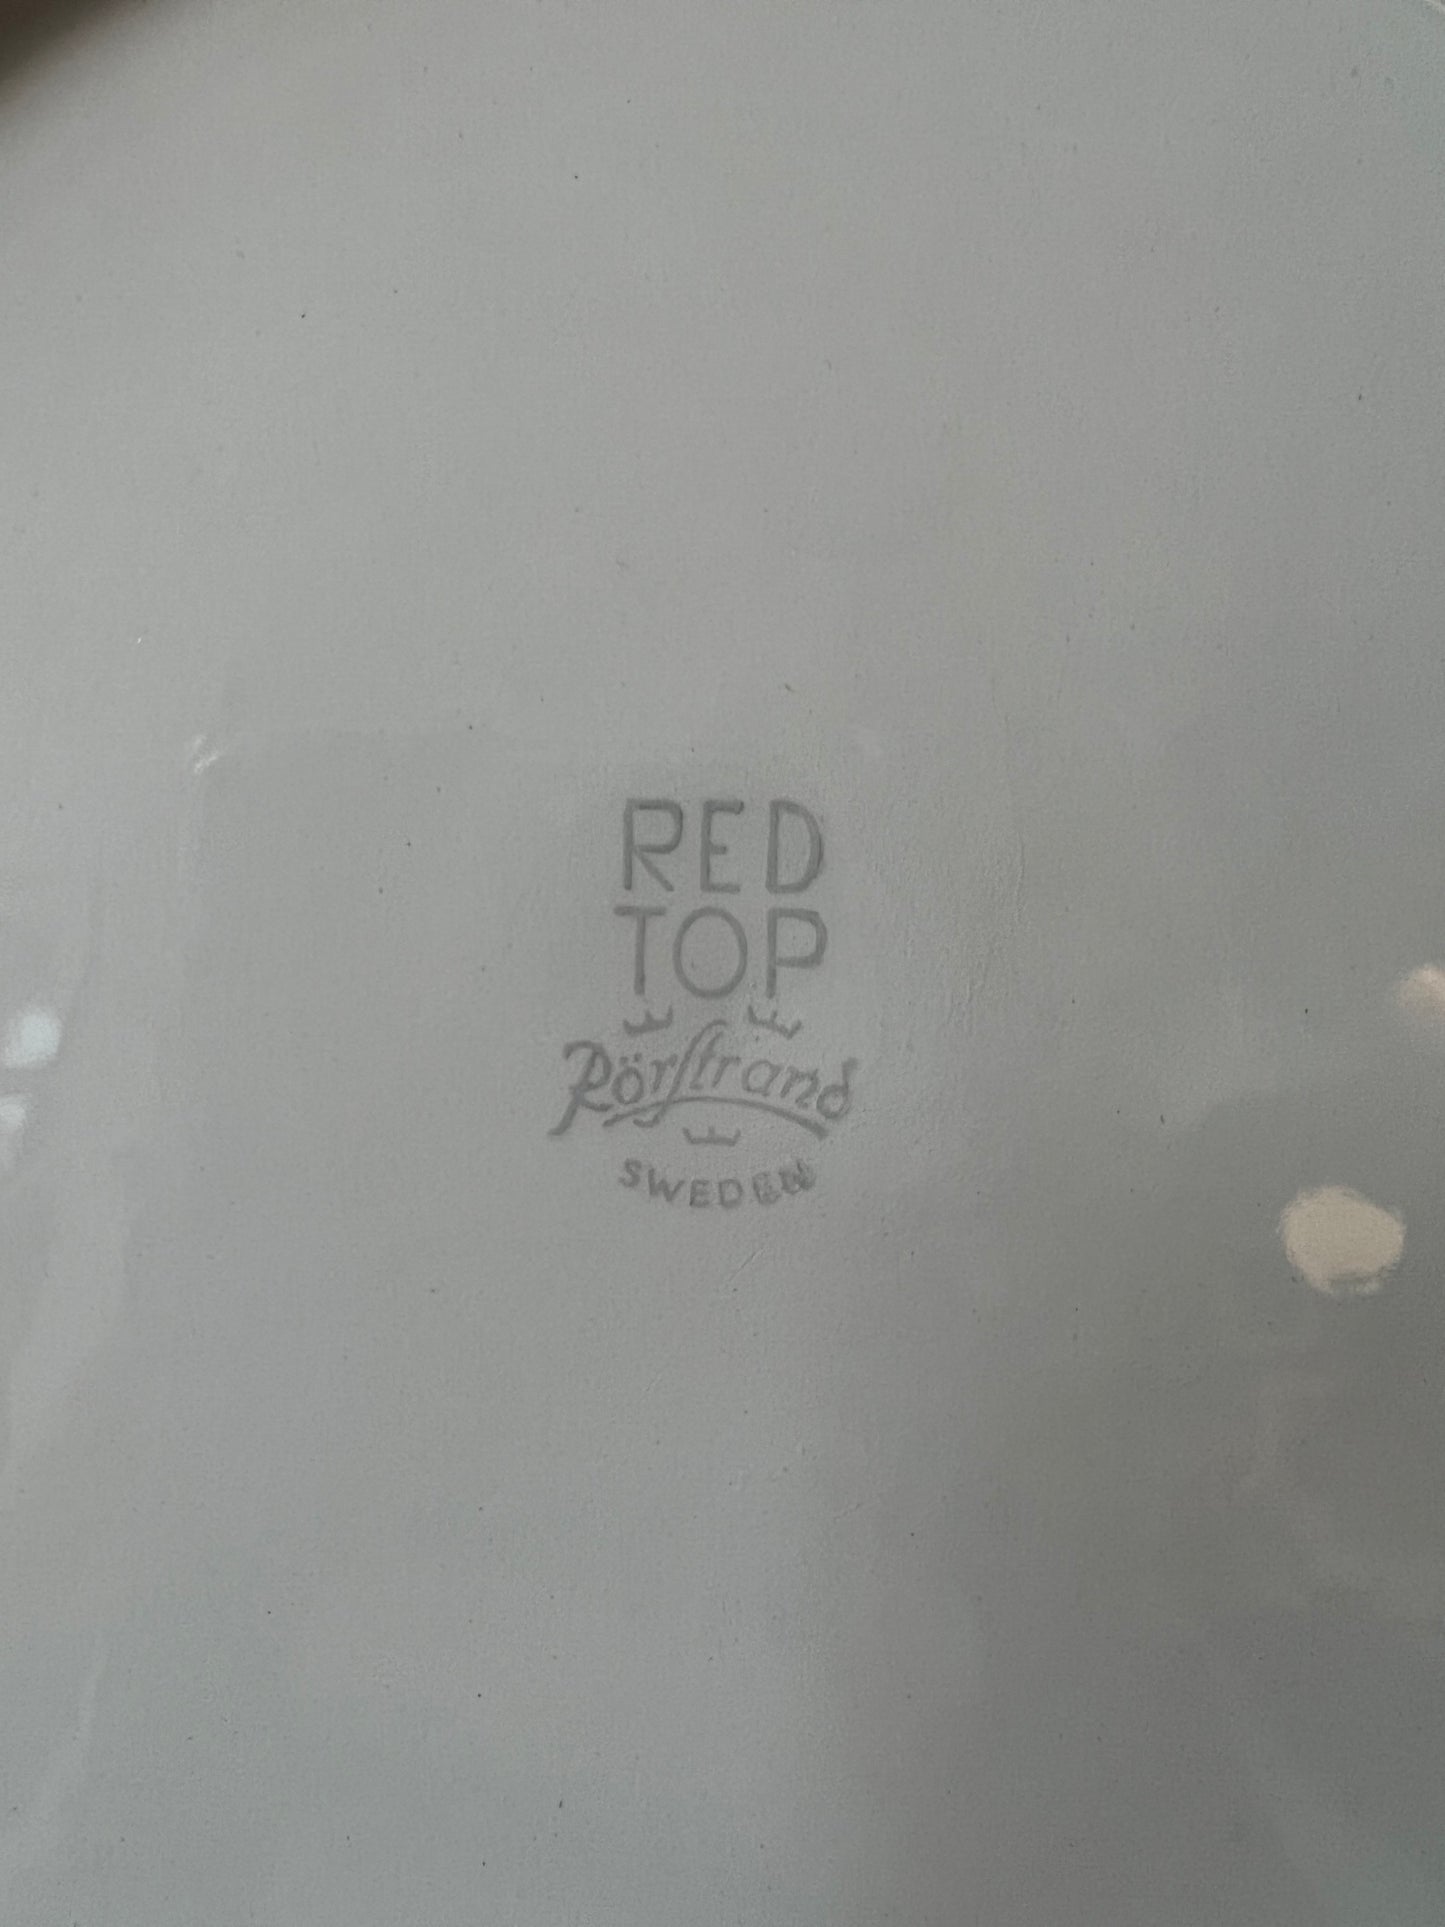 RED
TOP
Rörstrand
SWEDEN